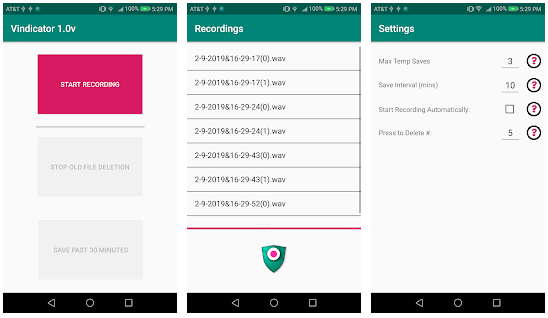 AT&T 100% 5:29 PM
Vindicator 1.0v
START RECORDING
STOP OLD FILE DELETION
SAVE PAST 30 MINUTES
AT&T 100% 5:29 PM
Recordings
2-9-2019&16-29-17(0).wav
2-9-2019&16-29-17(1).wav
2-9-2019&16-29-24(0).wav
2-9-2019&16-29-24(1).wav
2-9-2019&16-29-43(0).wav
2-9-2019&16-29-43(1).wav
2-9-2019&16-29-52(0).wav
AT&T 100% 5:29 PM
Settings
Max Temp Saves 3 ?
Save Interval (mins) 10 ?
Start Recording Automatically: ?
Press to Delete #: 5 ?